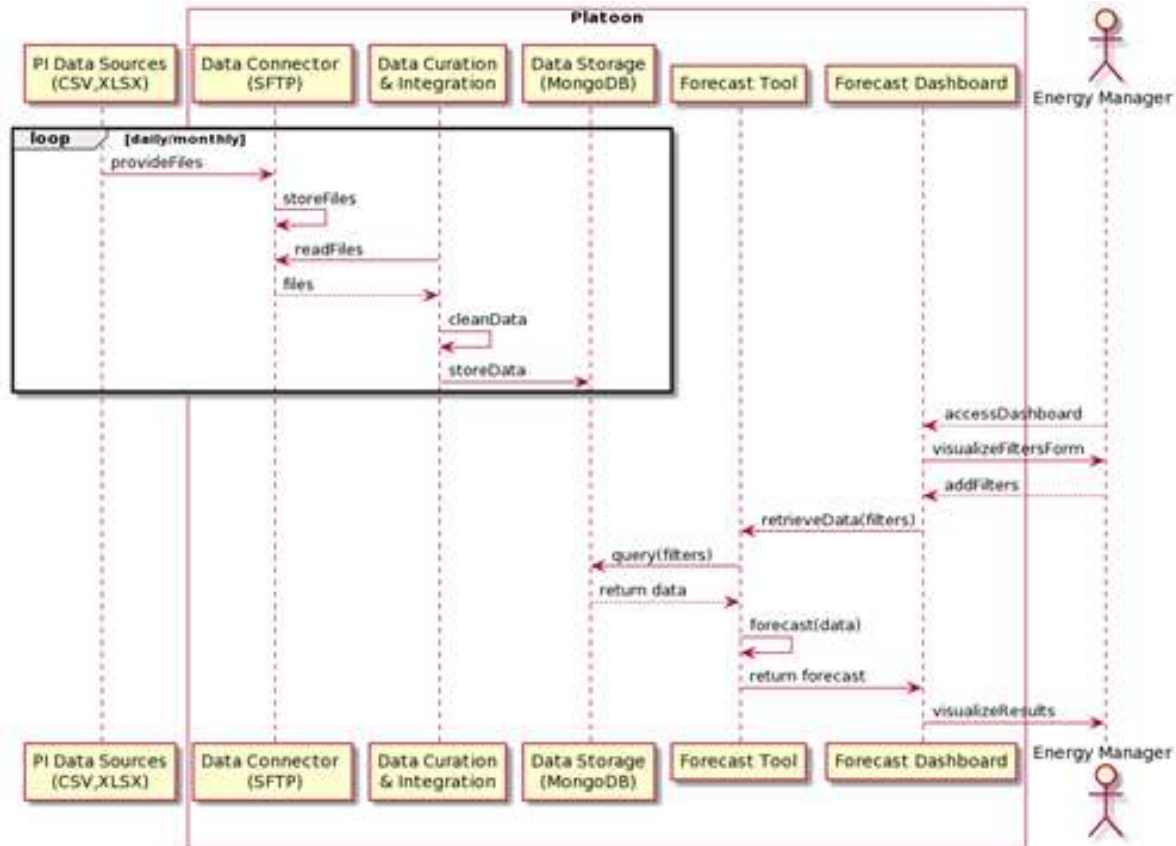 Platoon
PI Data Sources
(CSV,XLSX)
Data Connector
(SFTP)
Data Curation
& Integration
Data Storage
(MongoDB)
Forecast Tool
Forecast Dashboard
Energy Manager
loop [daily/monthly]
provideFiles
storeFiles
readFiles
files
cleanData
storeData
accessDashboard
visualizeFiltersForm
addFilters
retrieveData(filters)
query(filters)
return data
forecast(data)
return forecast
visualizeResults
PI Data Sources
(CSV,XLSX)
Data Connector
(SFTP)
Data Curation
& Integration
Data Storage
(MongoDB)
Forecast Tool
Forecast Dashboard
Energy Manager